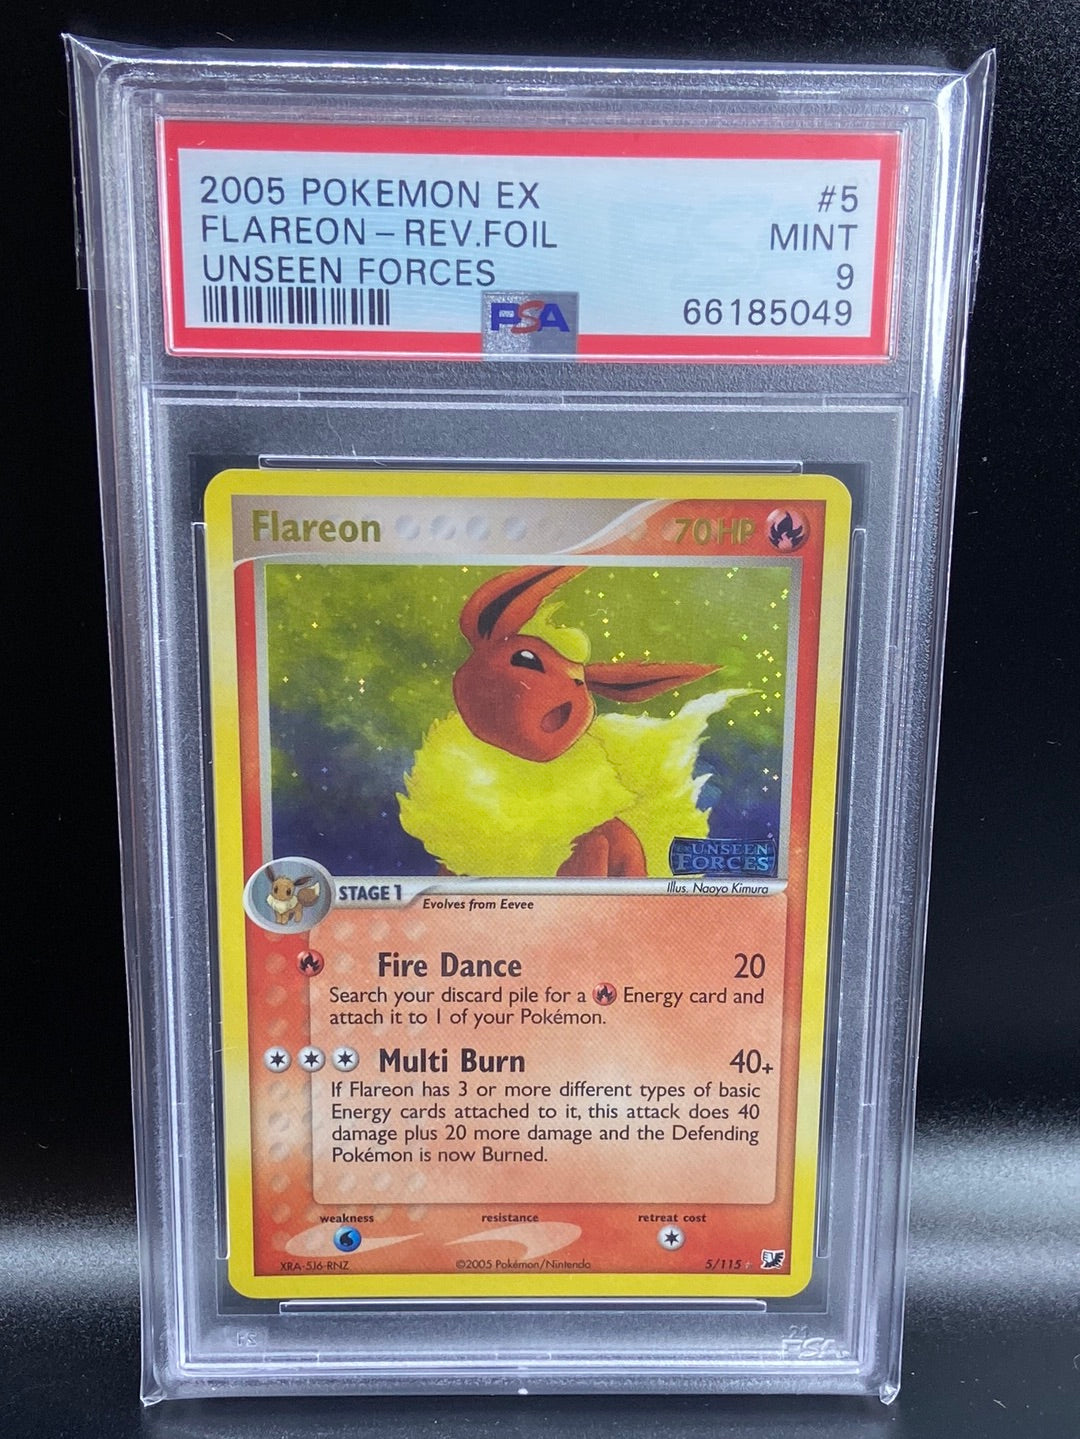 2005 POKEMON EX #5
FLAREON - REV.FOIL MINT
UNSEEN FORCES 9
PSA 66185049
Flareon 70 HP
UNSEEN
FORCES
STAGE 1 Illus. Naoyo Kimura
Evolves from Eevee
Fire Dance 20
Search your discard pile for a Energy card and
attach it to 1 of your Pokémon.
Multi Burn 40+
If Flareon has 3 or more different types of basic
Energy cards attached to it, this attack does 40
damage plus 20 more damage and the Defending
Pokémon is now Burned.
weakness resistance retreat cost
XRA-5J6-RNZ ©2005 Pokémon/Nintendo 5/115
PSA